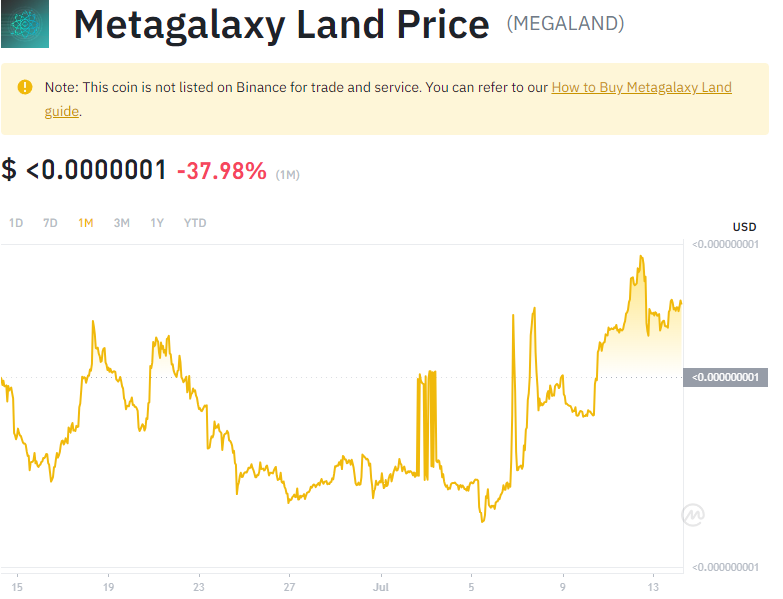 Metagalaxy Land Price (MEGALAND)
Note: This coin is not listed on Binance for trade and service. You can refer to our How to Buy Metagalaxy Land
guide.
$ <0.0000001 -37.98% (1M)
1D 7D 1M 3M 1Y YTD
USD
<0.000000001
<0.000000001
<0.000000001
15 19 23 27 Jul 5 9 13